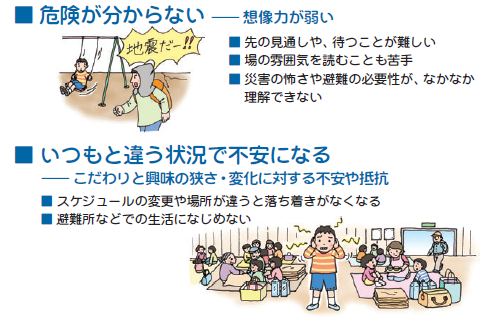 ■ 危険が分からない ── 想像力が弱い
地震だー!!
■ 先の見通しや、待つことが難しい
■ 場の雰囲気を読むことも苦手
■ 災害の怖さや避難の必要性が、なかなか
理解できない
■ いつもと違う状況で不安になる
── こだわりと興味の狭さ・変化に対する不安や抵抗
■ スケジュールの変更や場所が違うと落ち着きがなくなる
■ 避難所などでの生活になじめない